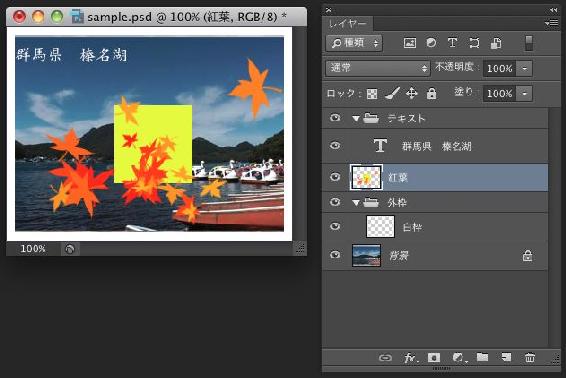 sample.psd @ 100% (紅葉, RGB/8) *
群馬県 榛名湖
100%
レイヤー
種類
通常
不透明度: 100%
ロック:
塗り: 100%
テキスト
T 群馬県 榛名湖
紅葉
外枠
白枠
背景
fx